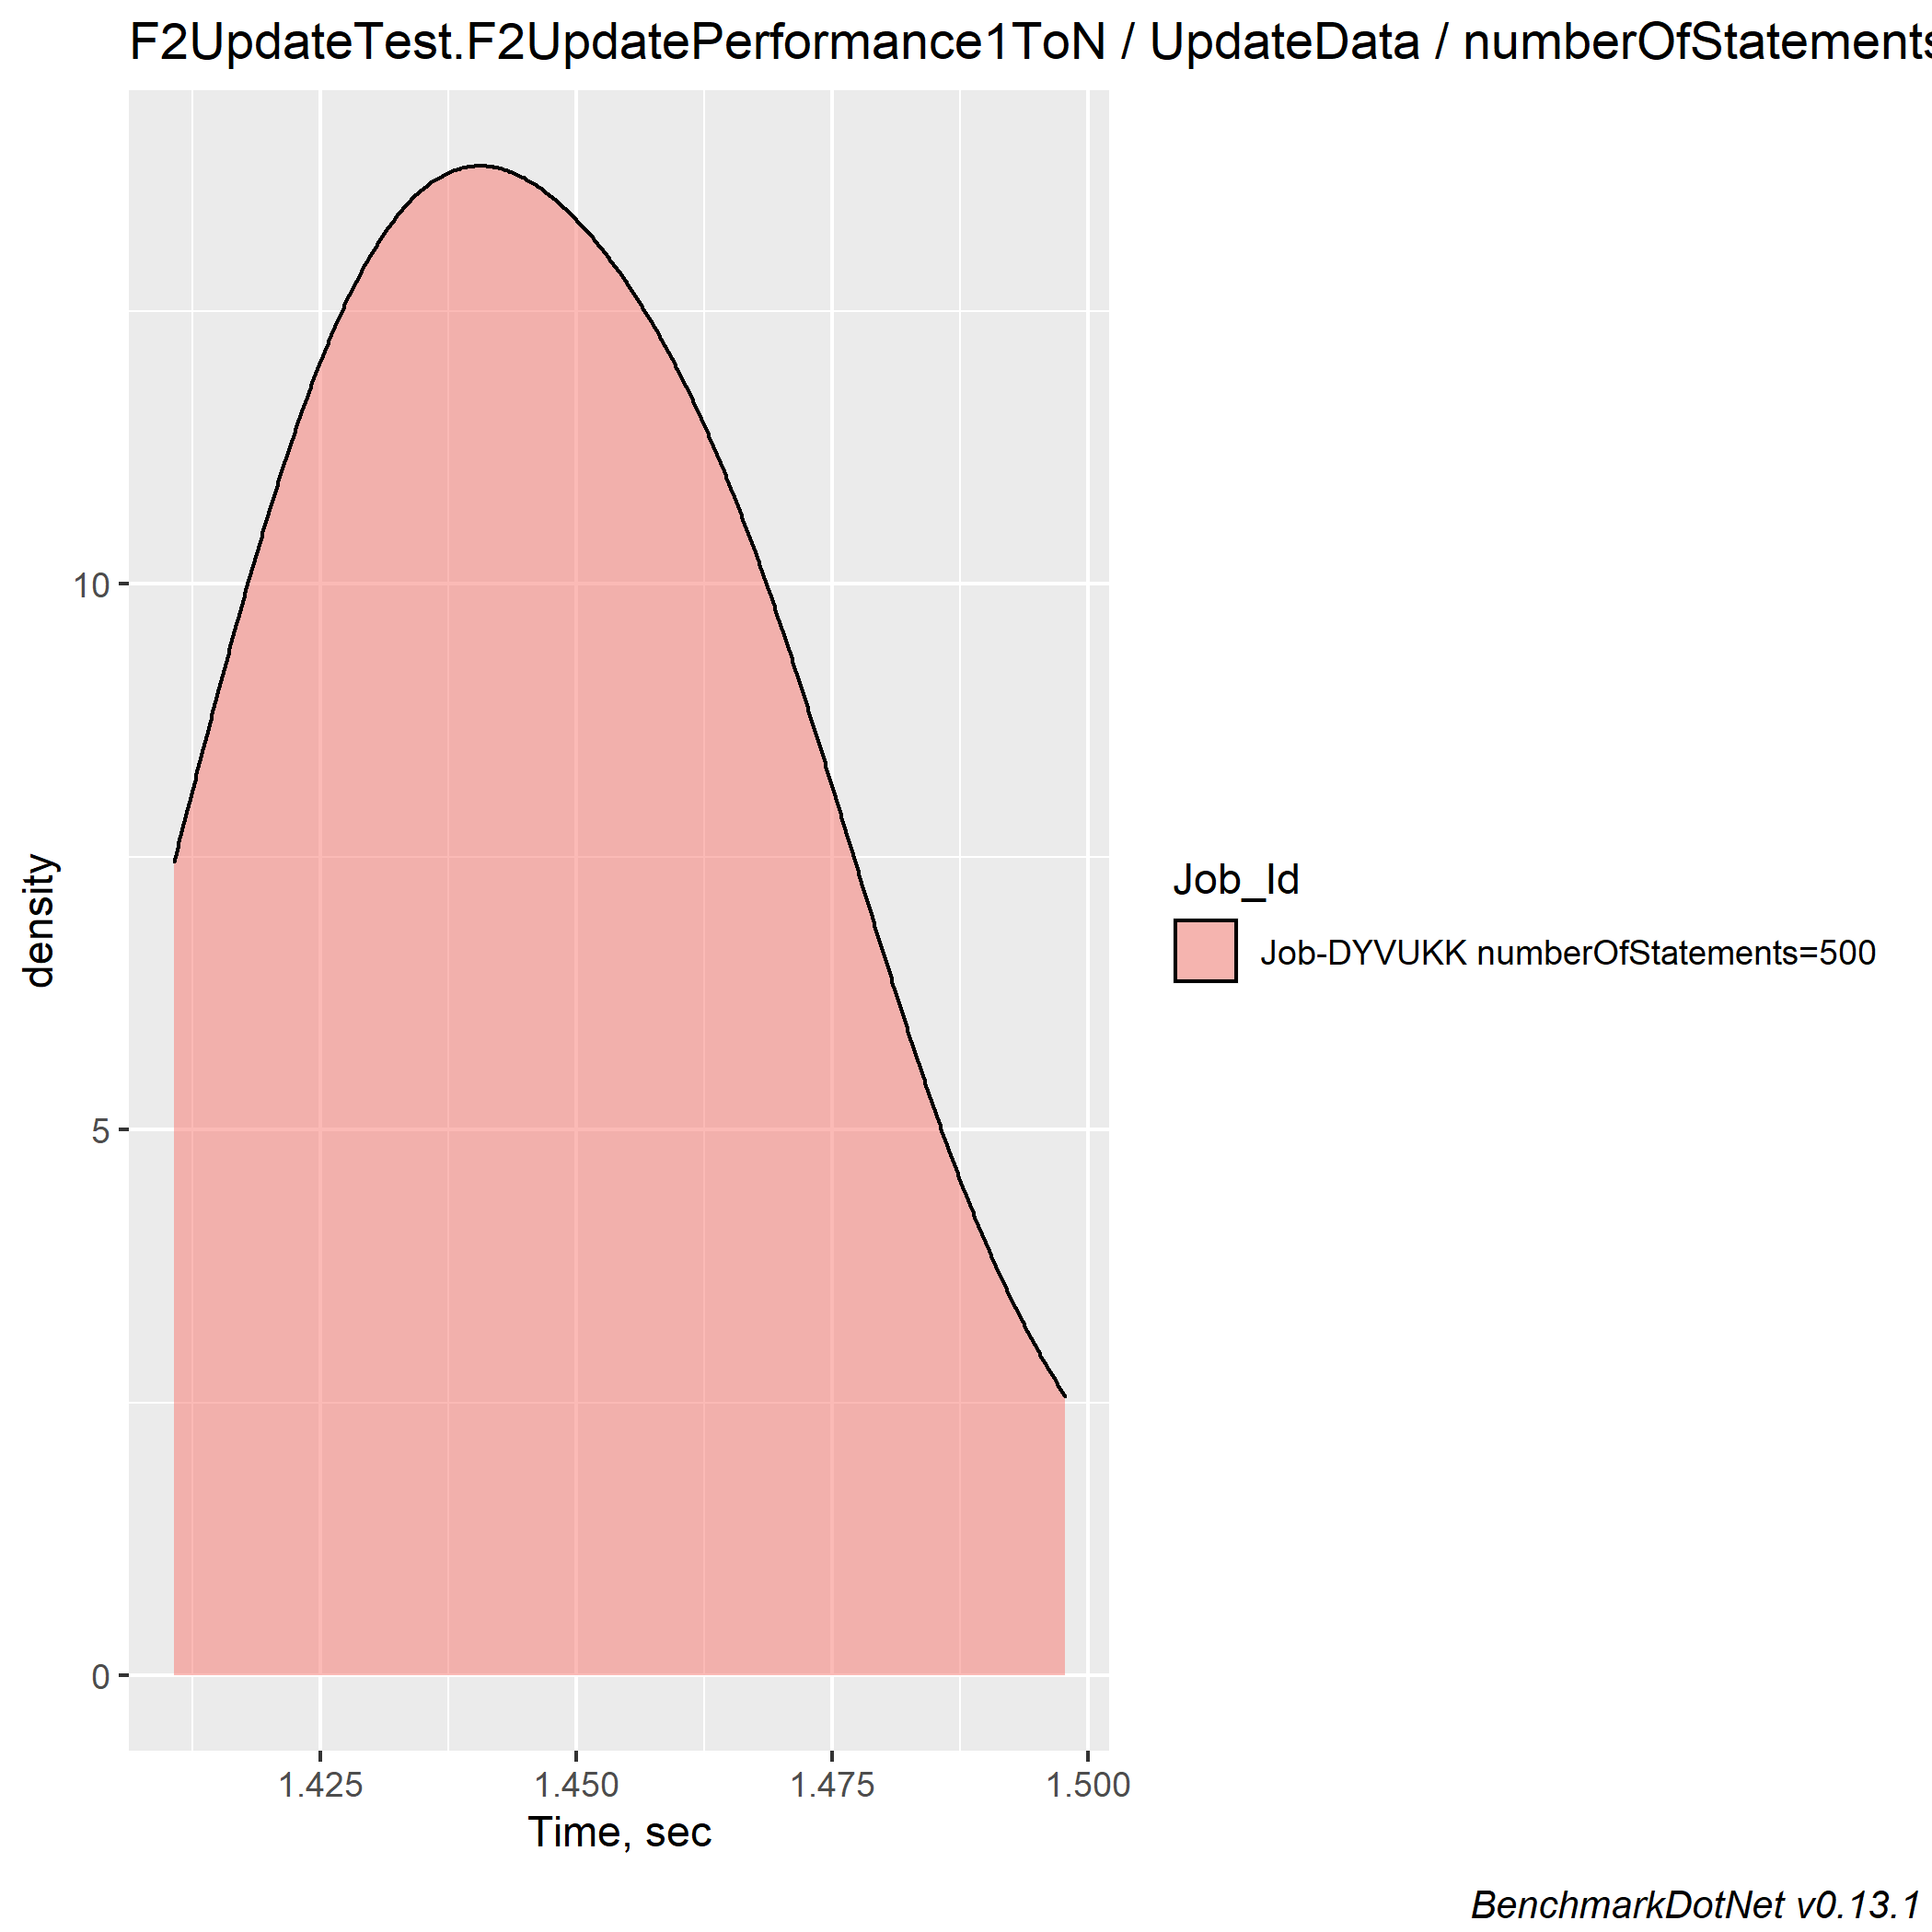 F2UpdateTest.F2UpdatePerformance1ToN / UpdateData / numberOfStatements
10
5
0
density
1.425 1.450 1.475 1.500
Time, sec
Job_Id
Job-DYVUKK numberOfStatements=500
BenchmarkDotNet v0.13.1